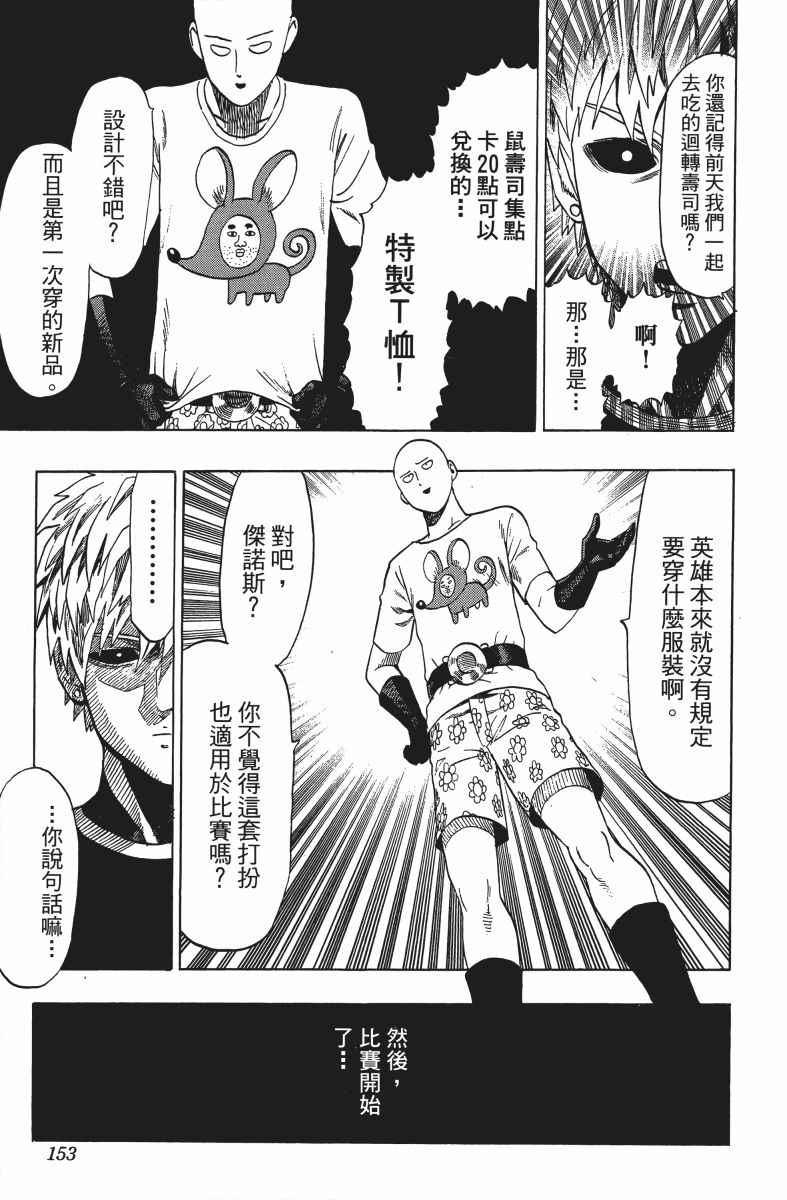 你還記得前天我們一起
去吃的迴轉壽司嗎？
啊！
那…那是…
鼠壽司集點
卡20點可以
兌換的…
特製T恤！
設計不錯吧？
而且是第一次穿的新品。
英雄本來就沒有規定
要穿什麼服裝啊。
對吧，
傑諾斯？
你不覺得這套打扮
也適用於比賽嗎？
…………
…你說句話嘛…
然後，
比賽開始
了…
153